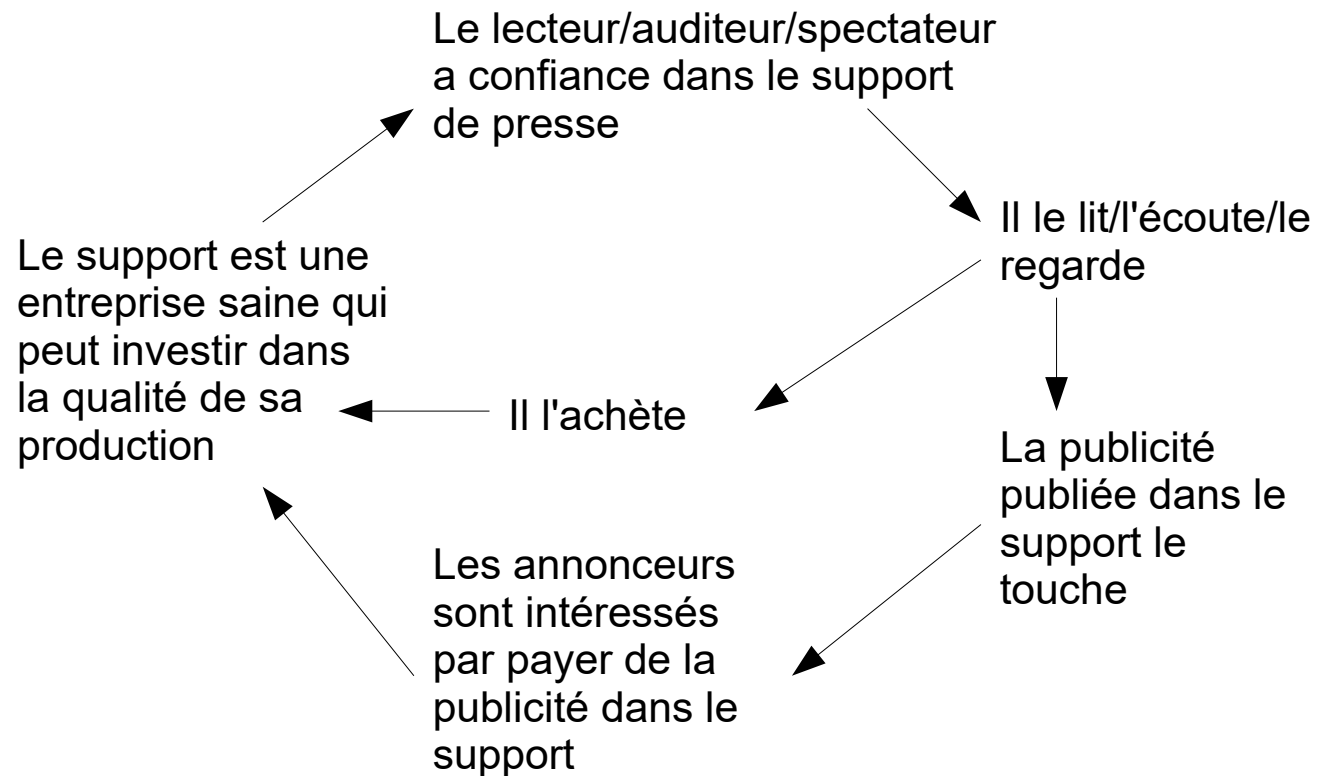 Le lecteur/auditeur/spectateur
a confiance dans le support
de presse
Il le lit/l'écoute/le
regarde
Le support est une
entreprise saine qui
peut investir dans
la qualité de sa
production
Il l'achète
La publicité
publiée dans le
support le
touche
Les annonceurs
sont intéressés
par payer de la
publicité dans le
support